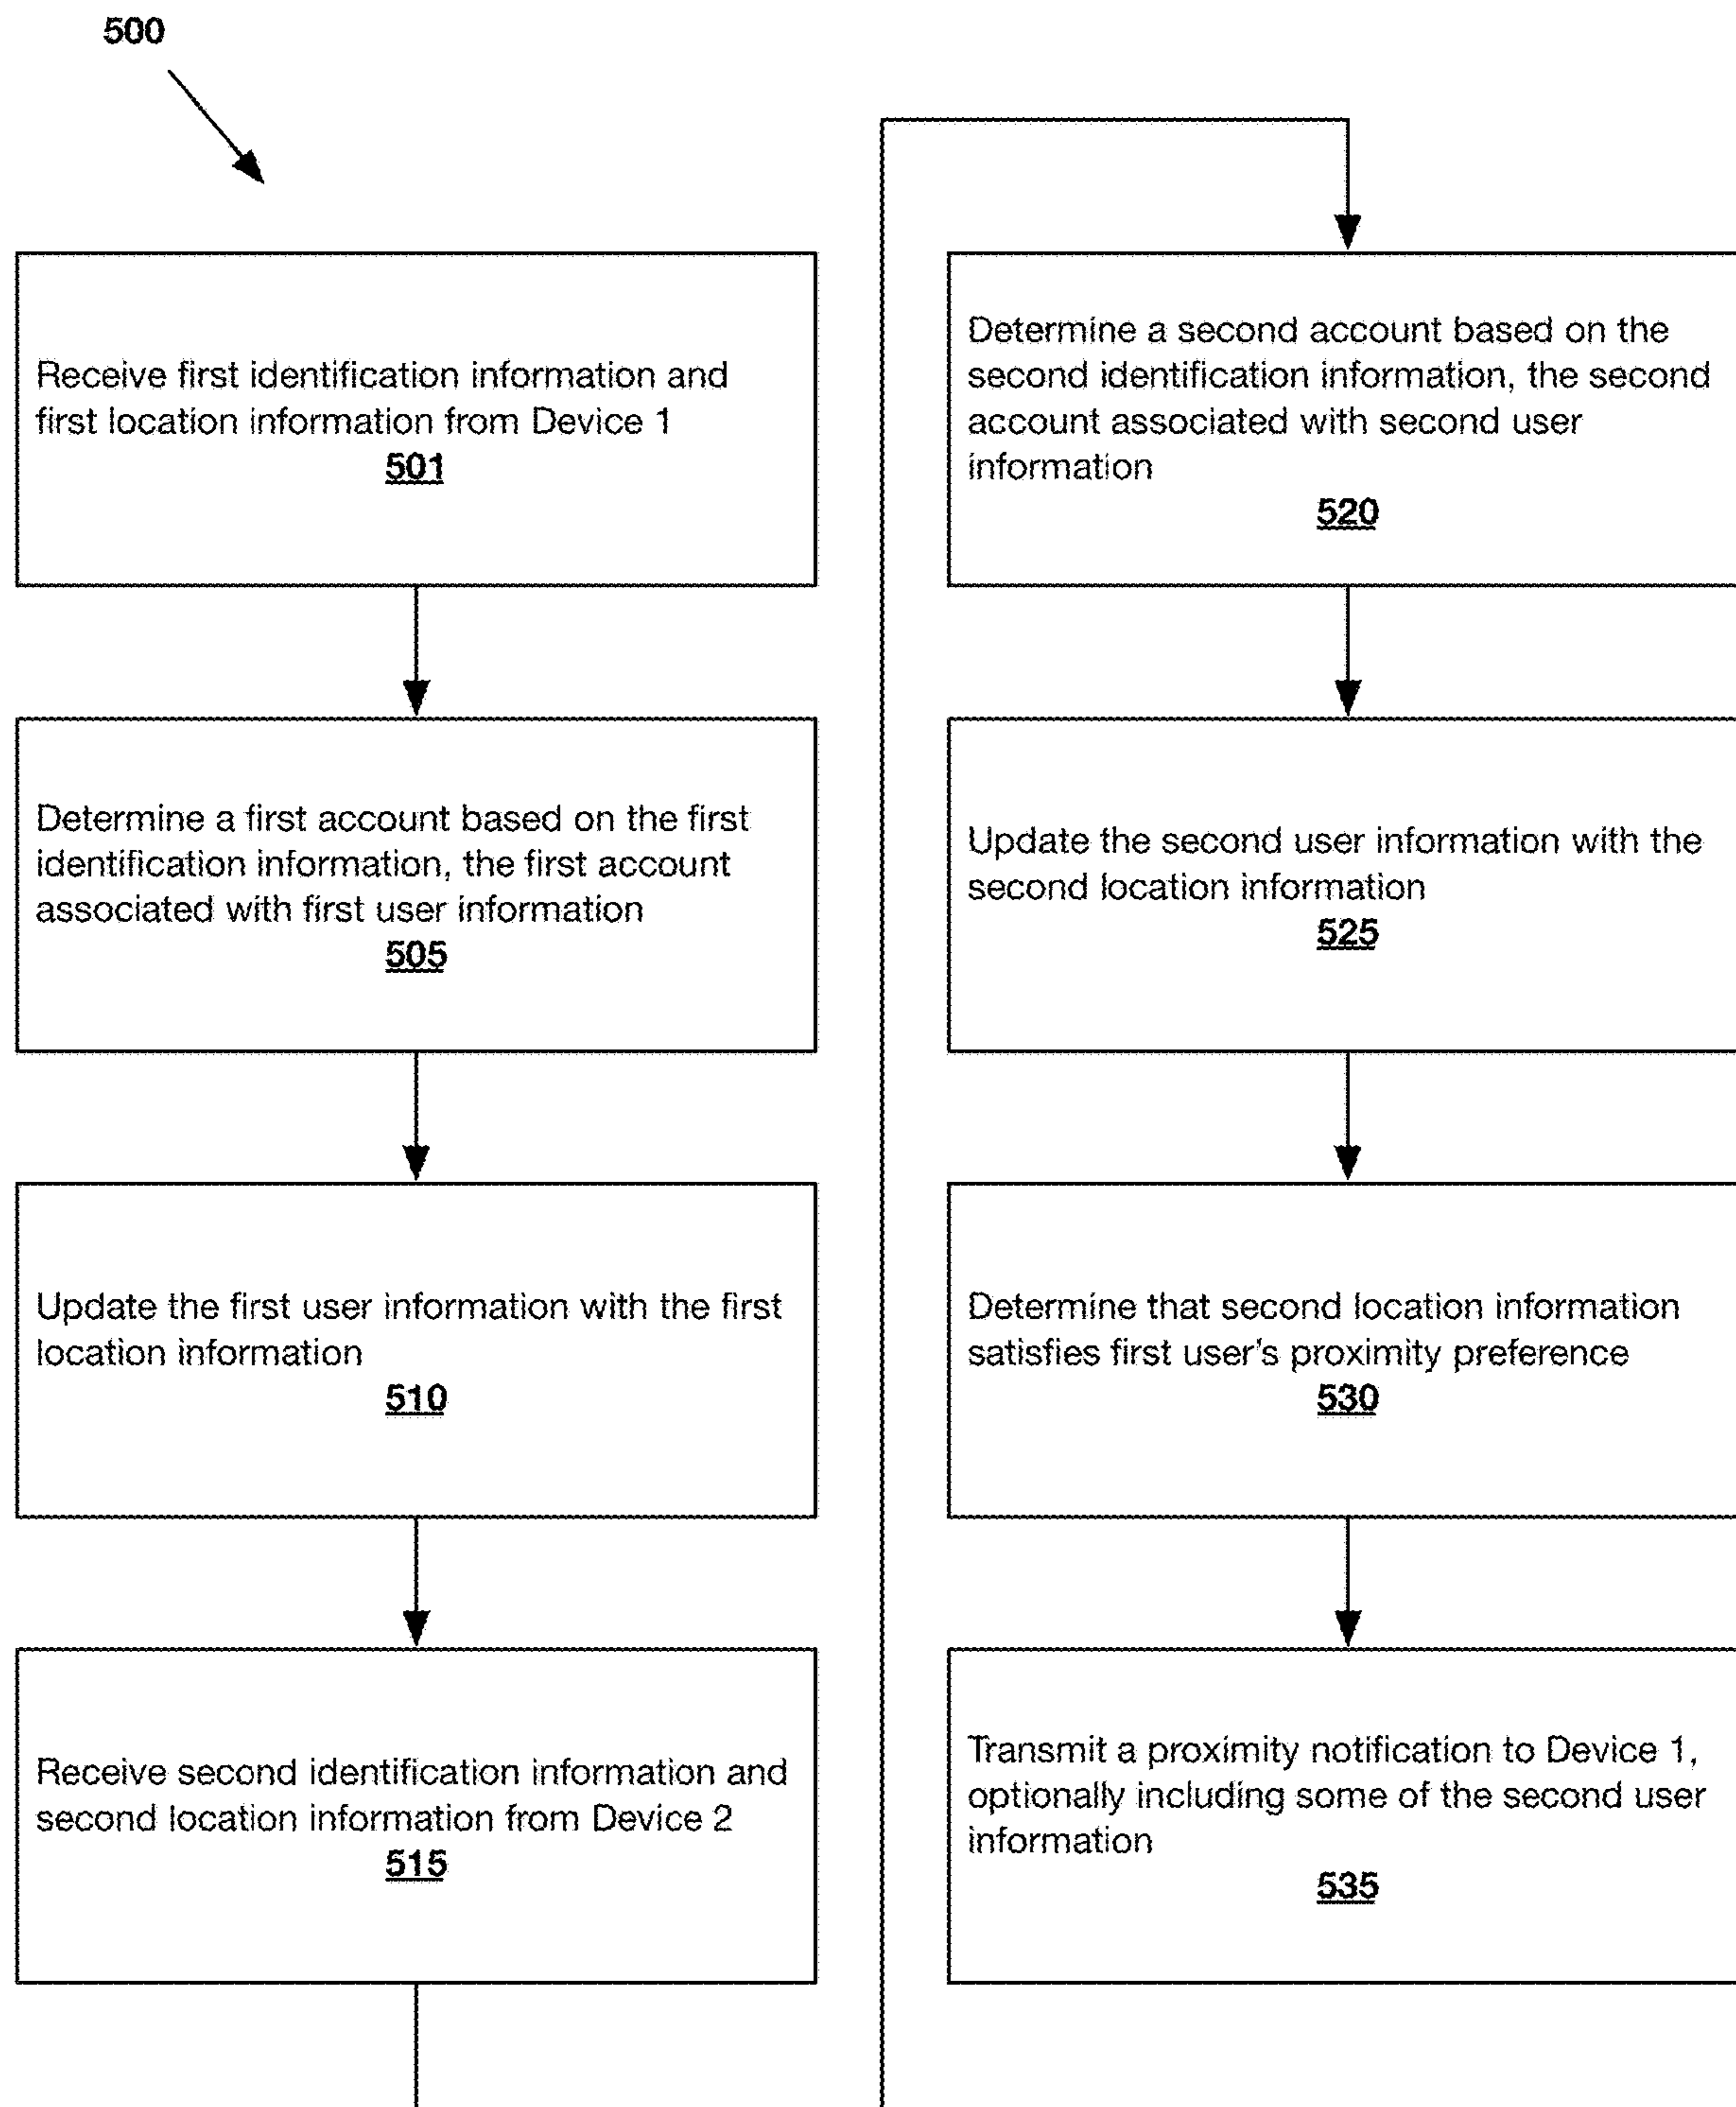 500
Receive first identification information and
first location information from Device 1
501
Determine a first account based on the first
identification information, the first account
associated with first user information
505
Update the first user information with the first
location information
510
Receive second identification information and
second location information from Device 2
515
Determine a second account based on the
second identification information, the second
account associated with second user
information
520
Update the second user information with the
second location information
525
Determine that second location information
satisfies first user's proximity preference
530
Transmit a proximity notification to Device 1,
optionally including some of the second user
information
535